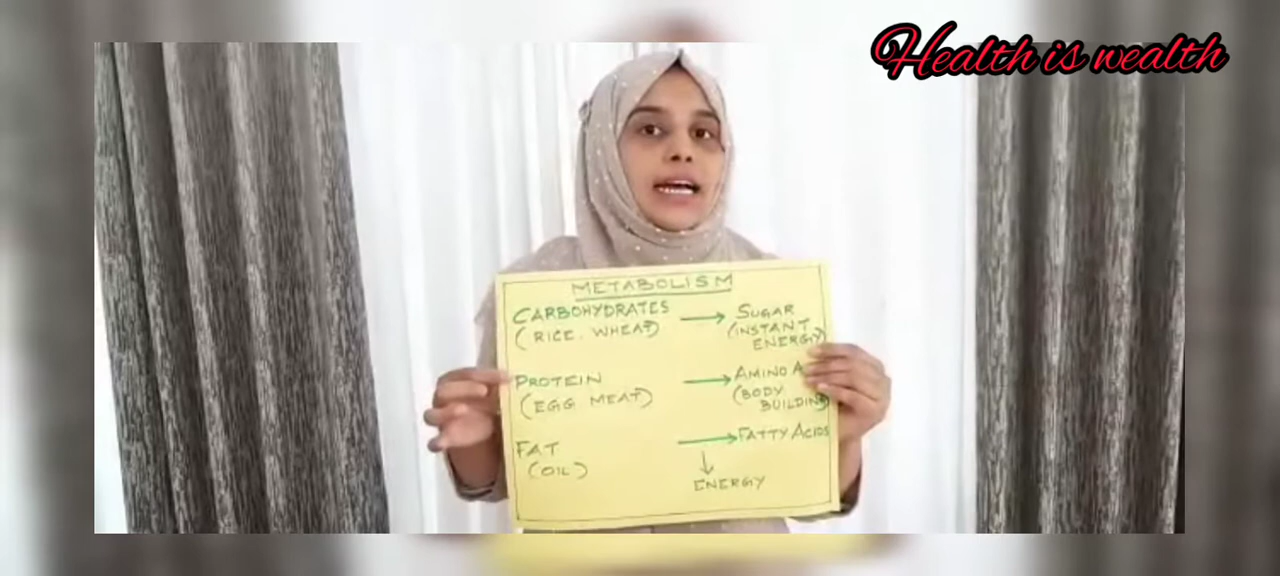 Health is wealth
METABOLISM
CARBOHYDRATES → SUGAR
(RICE. WHEAT) (INSTANT
ENERGY)
PROTEIN → AMINO A
(EGG MEAT) (BODY
BUILDING)
FAT → FATTY ACIDS
(OIL) ↓
ENERGY